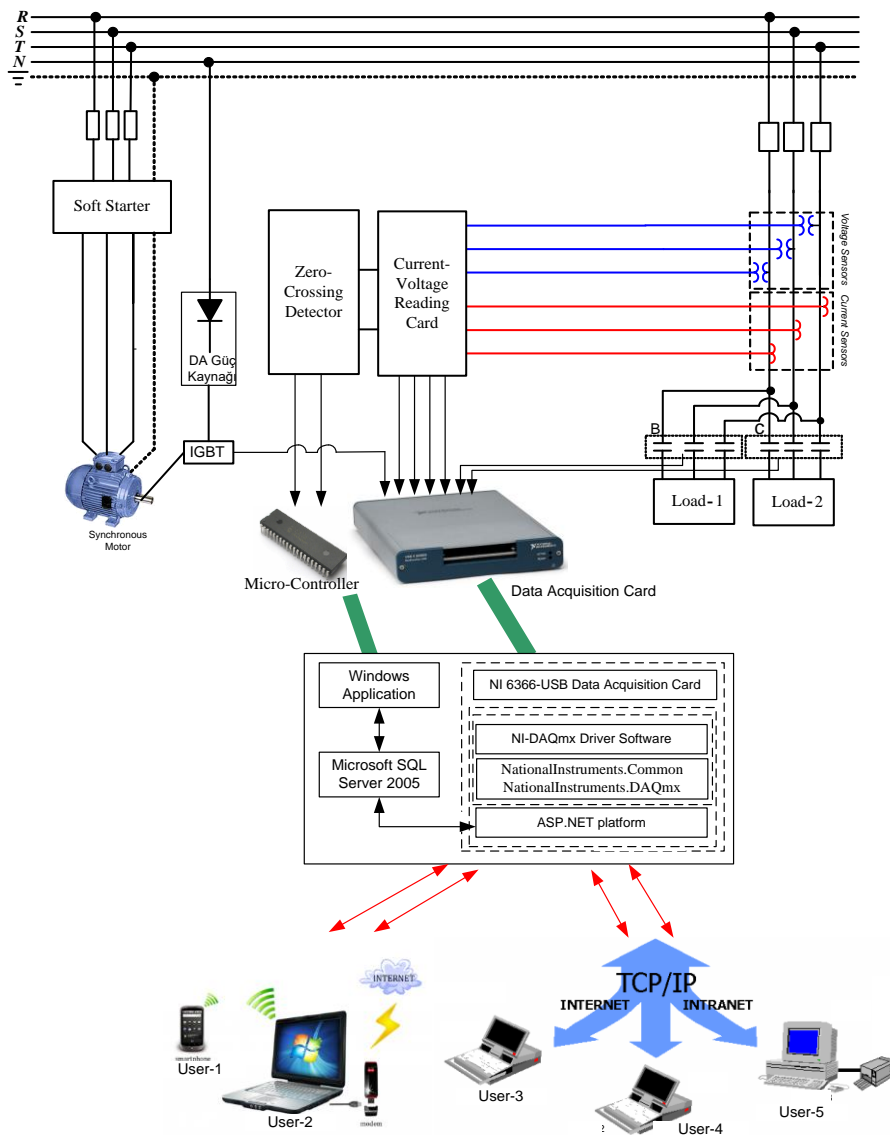 R
S
T
N
Soft Starter
Zero-
Crossing
Detector
Current-
Voltage
Reading
Card
Voltage Sensors
Current Sensors
DA Güç
Kaynağı
IGBT
B
C
Load-1
Load-2
Synchronous
Motor
Micro-Controller
Data Acquisition Card
Windows
Application
NI 6366-USB Data Acquisition Card
NI-DAQmx Driver Software
Microsoft SQL
Server 2005
NationalInstruments.Common
NationalInstruments.DAQmx
ASP.NET platform
INTERNET
TCP/IP
INTERNET
INTRANET
smartphone
User-1
User-2
modem
User-3
User-4
User-5